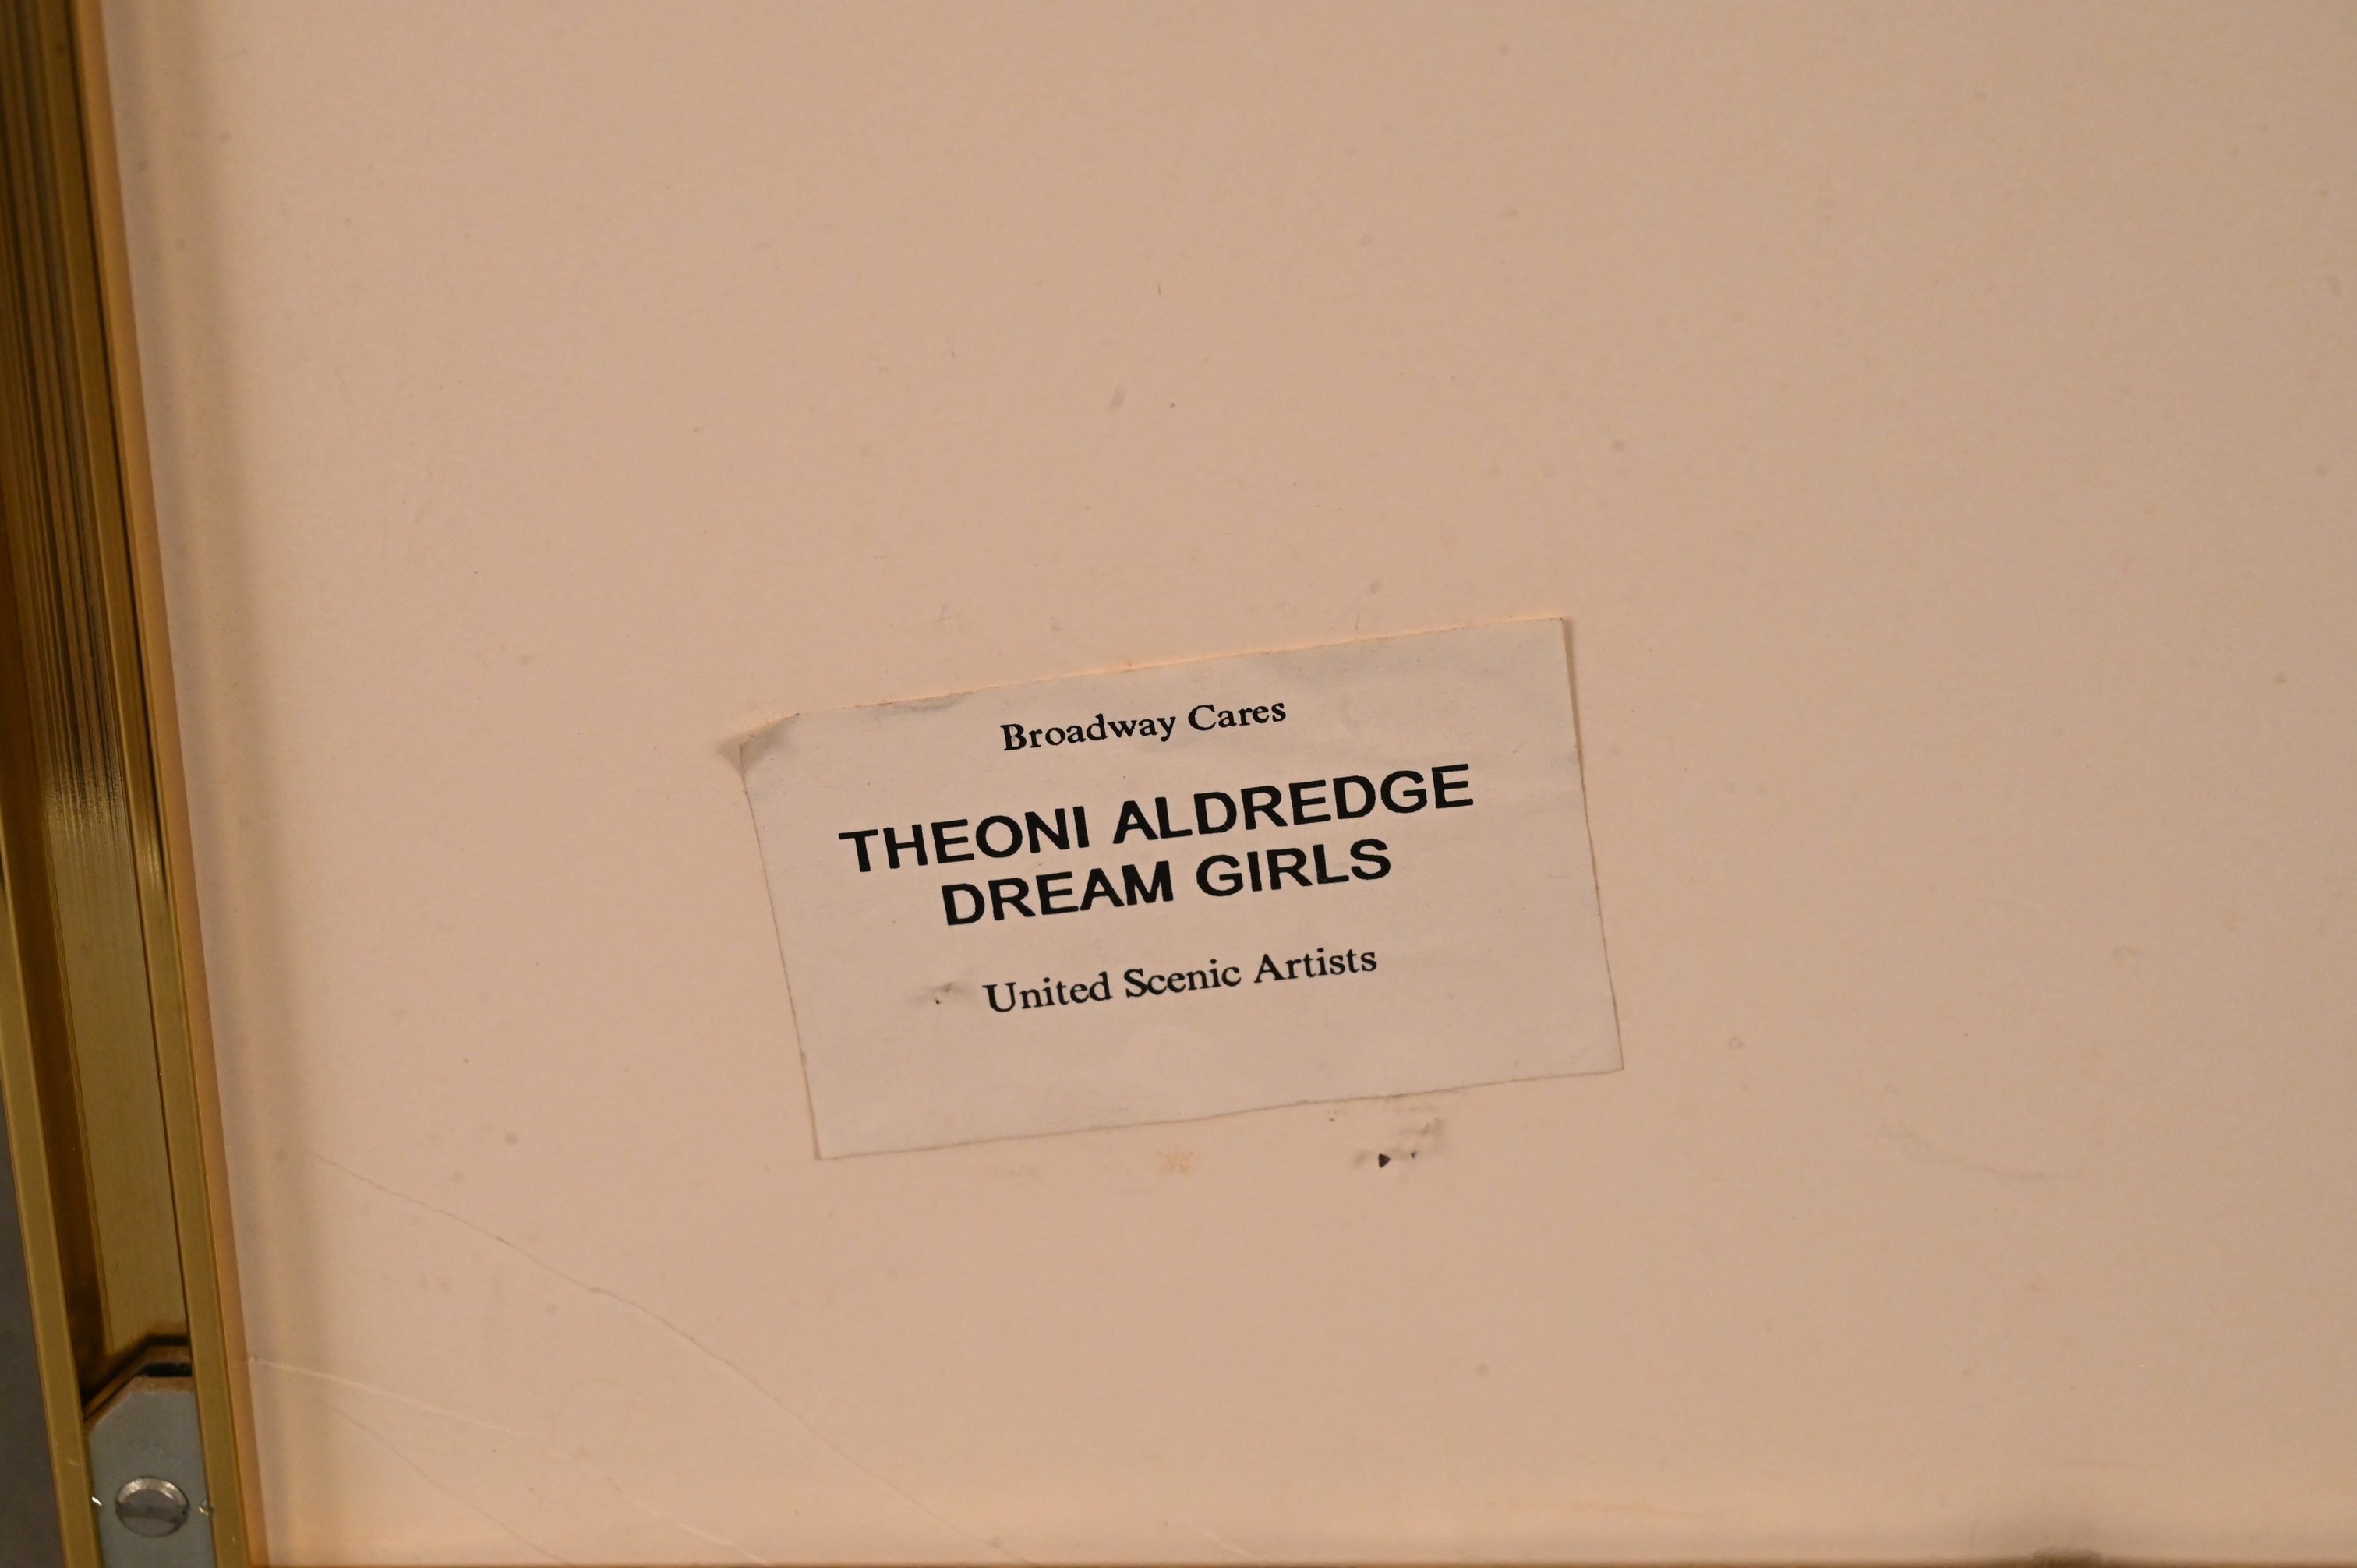 Broadway Cares
THEONI ALDREDGE
DREAM GIRLS
United Scenic Artists